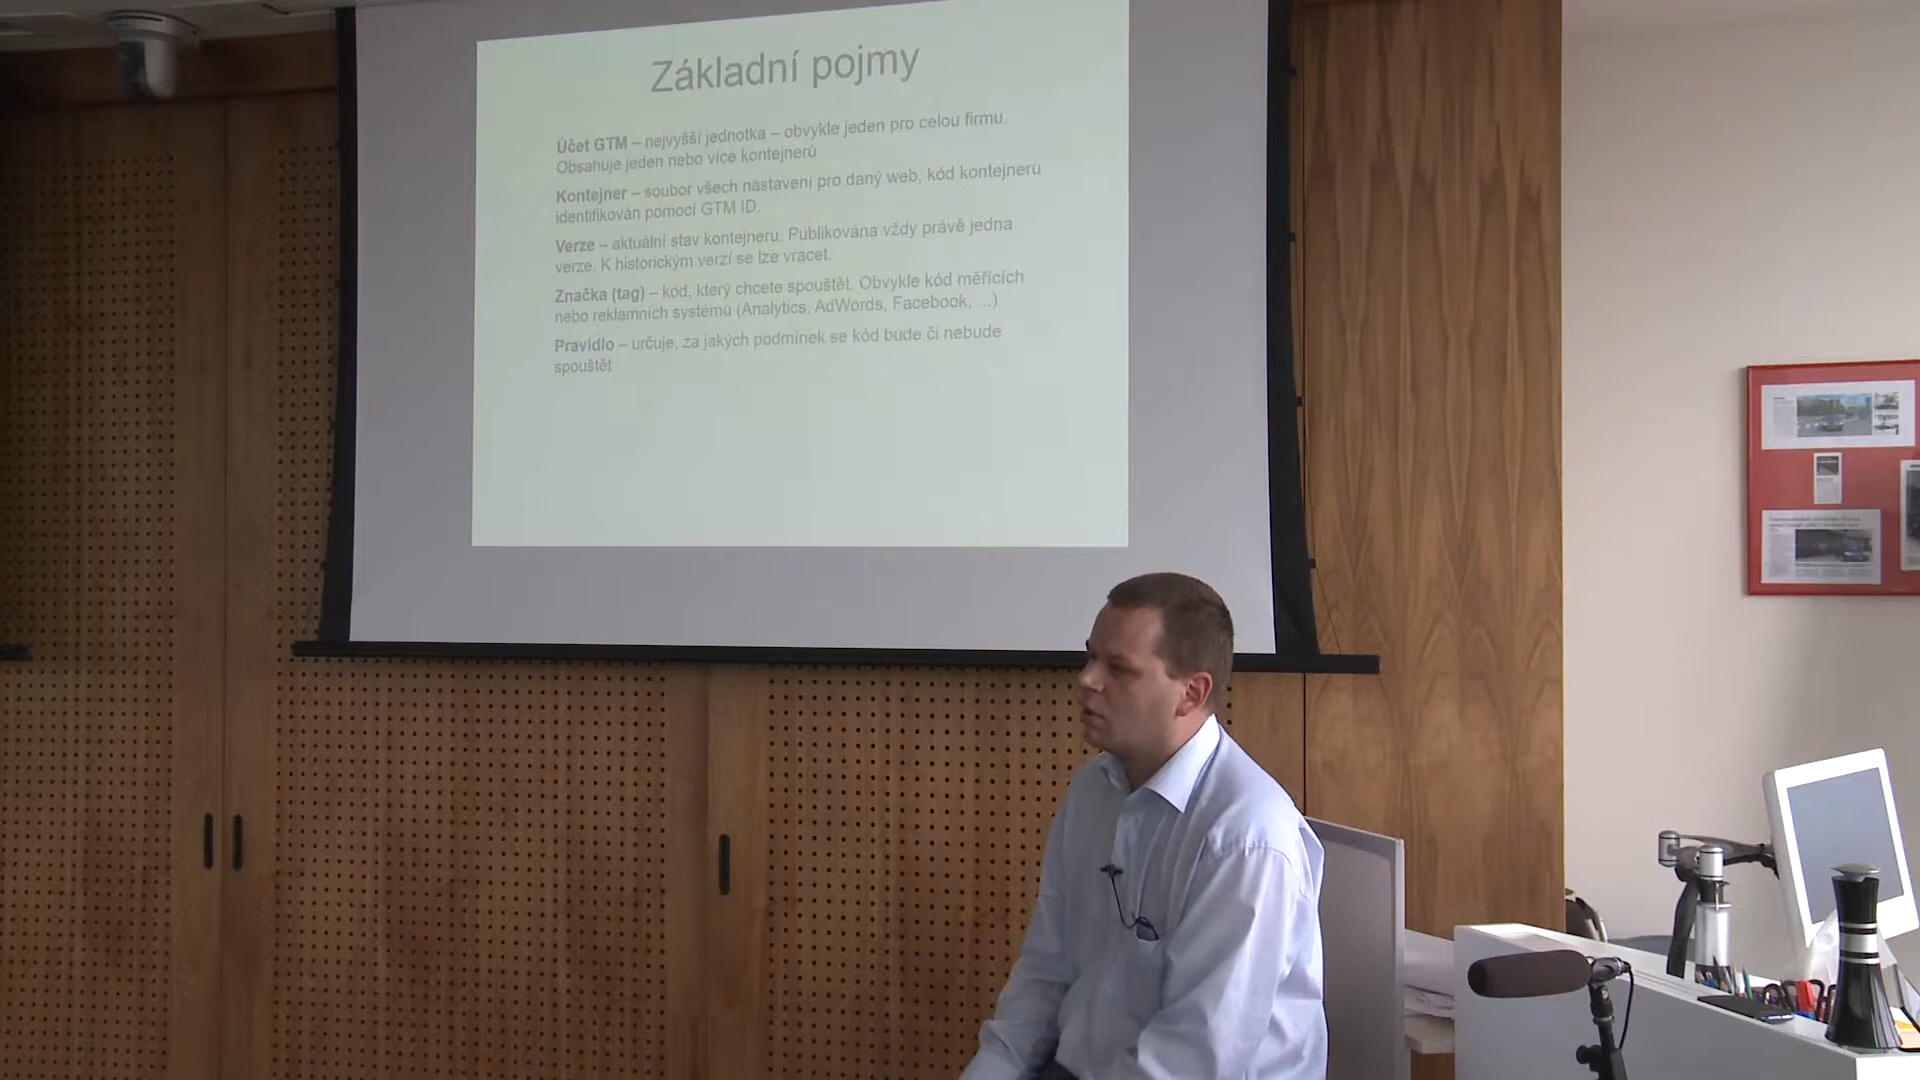 Základní pojmy
Účet GTM – nejvyšší jednotka – obvykle jeden pro celou firmu.
Obsahuje jeden nebo více kontejnerů
Kontejner – soubor všech nastavení pro daný web, kód kontejneru
identifikován pomocí GTM ID.
Verze – aktuální stav kontejneru. Publikována vždy právě jedna
verze. K historickým verzí se lze vracet.
Značka (tag) – kód, který chcete spouštět. Obvykle kód měřících
nebo reklamních systémů (Analytics, AdWords, Facebook, ...)
Pravidlo – určuje, za jakých podmínek se kód bude či nebude
spouštět